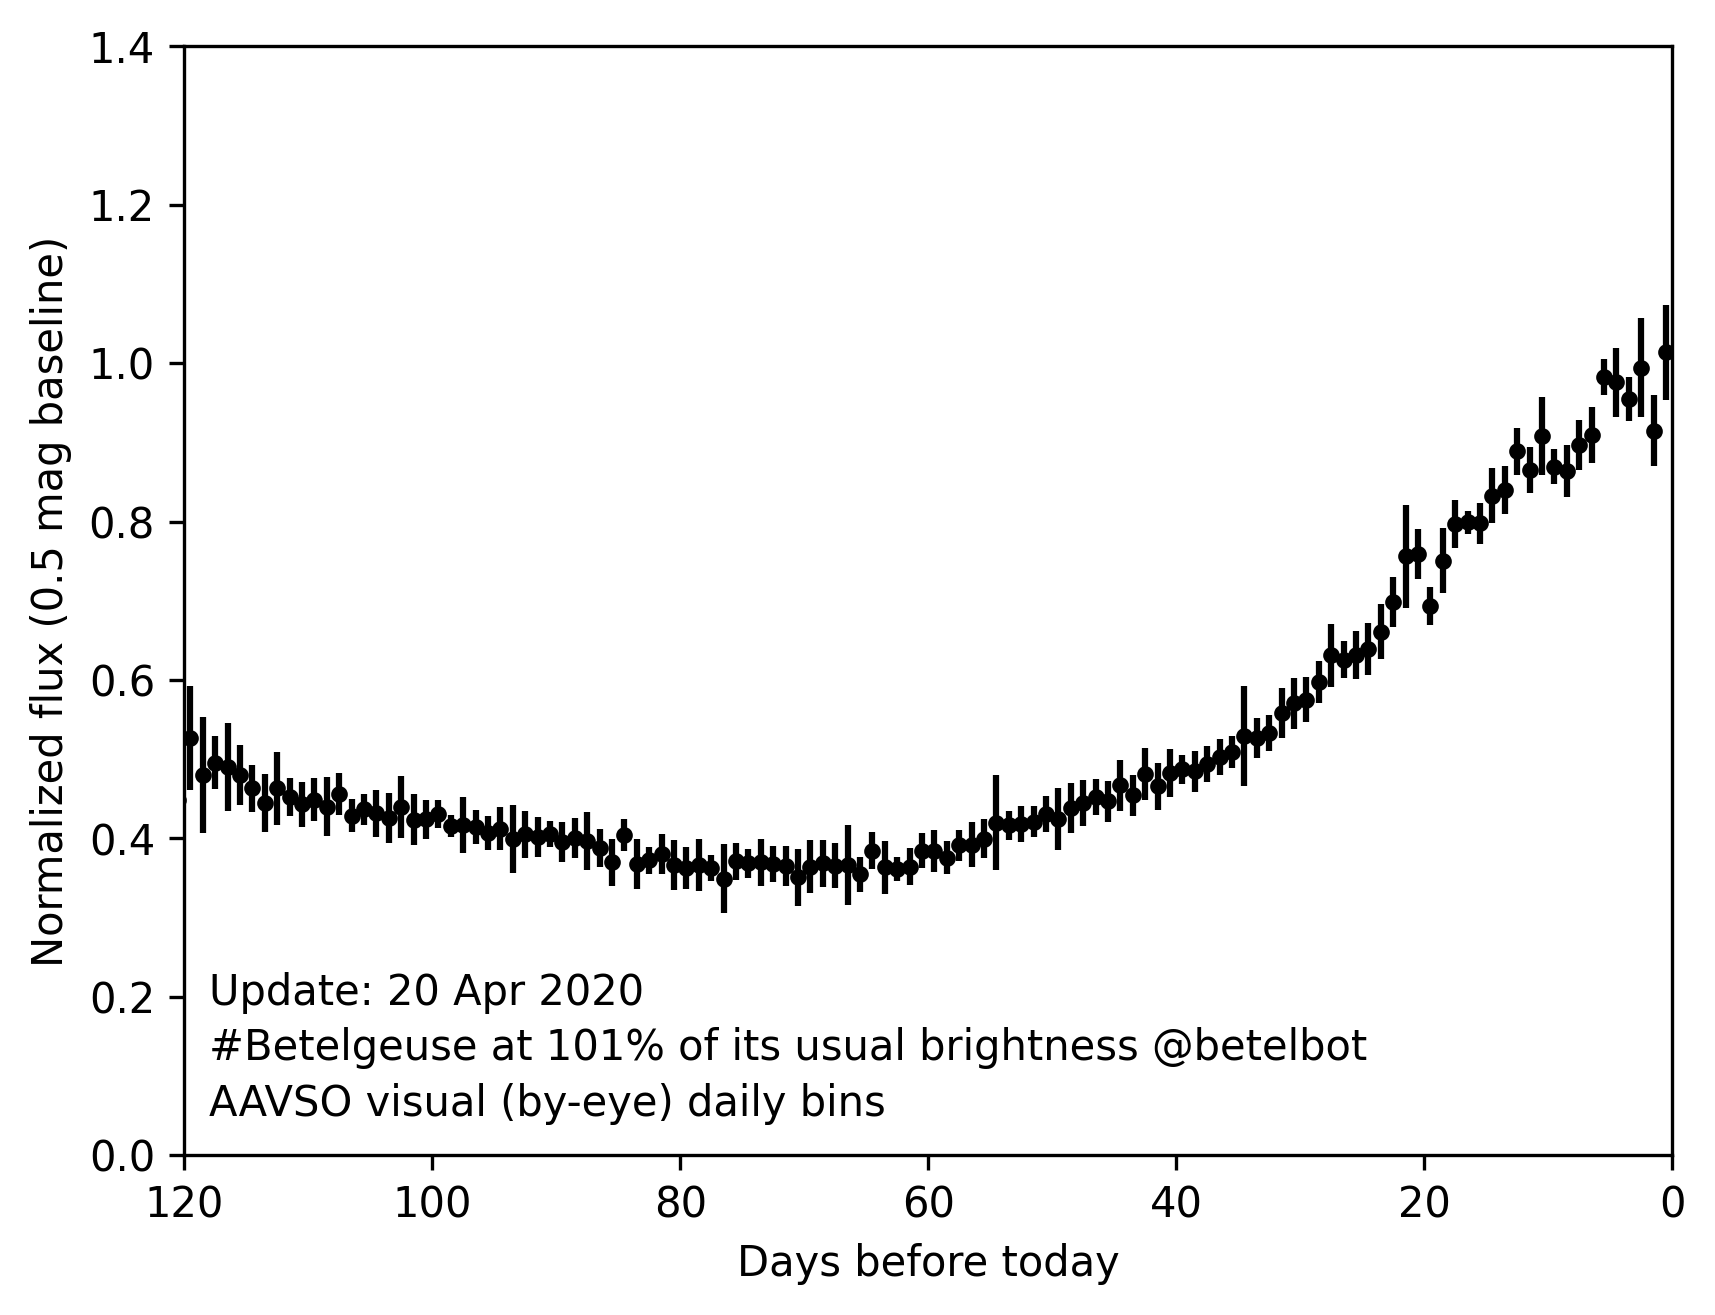 1.4
1.2
1.0
0.8
0.6
0.4
0.2
0.0
Normalized flux (0.5 mag baseline)
Update: 20 Apr 2020
#Betelgeuse at 101% of its usual brightness @betelbot
AAVSO visual (by-eye) daily bins
120 100 80 60 40 20 0
Days before today